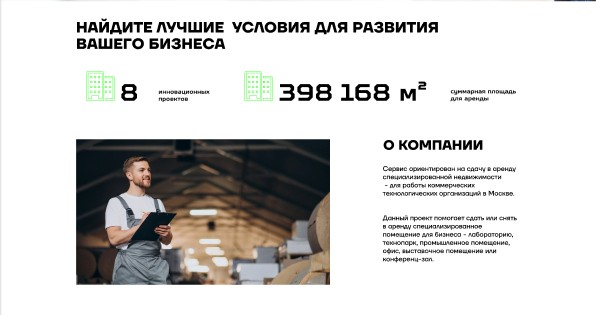 НАЙДИТЕ ЛУЧШИЕ УСЛОВИЯ ДЛЯ РАЗВИТИЯ
ВАШЕГО БИЗНЕСА
8
инновационных
проектов
398 168 м²
суммарная площадь
для аренды
О КОМПАНИИ
Сервис ориентирован на сдачу в аренду
специализированной недвижимости
- для работы коммерческих
технологических организаций в Москве.
Данный проект помогает сдать или снять
в аренду специализированное
помещение для бизнеса - лабораторию,
технопарк, промышленное помещение,
офис, выставочное помещение или
конференц-зал.